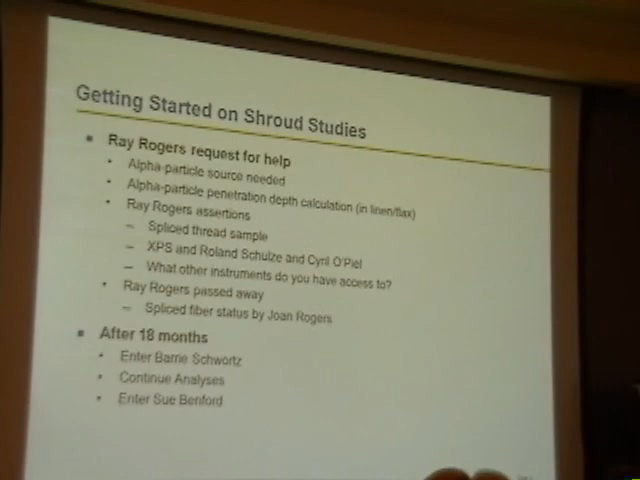 Getting Started on Shroud Studies
Ray Rogers request for help
Alpha-particle source needed
Alpha-particle penetration depth calculation (in linen/flax)
Ray Rogers assertions
– Spliced thread sample
– XPS and Roland Schulze and Cyril O'Piel
– What other instruments do you have access to?
Ray Rogers passed away
– Spliced fiber status by Joan Rogers
After 18 months
Enter Barrie Schwortz
Continue Analyses
Enter Sue Benford